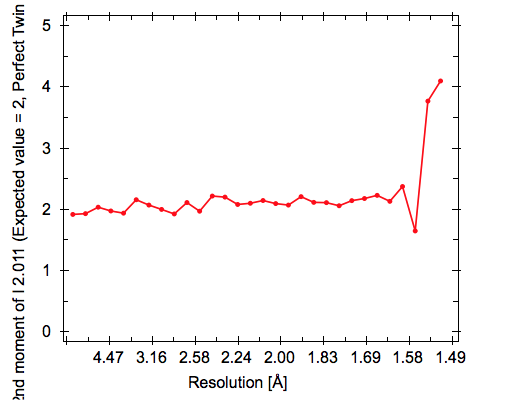 2nd moment of I 2.011 (Expected value = 2, Perfect Twin
5
4
3
2
1
0
4.47 3.16 2.58 2.24 2.00 1.83 1.69 1.58 1.49
Resolution [Å]